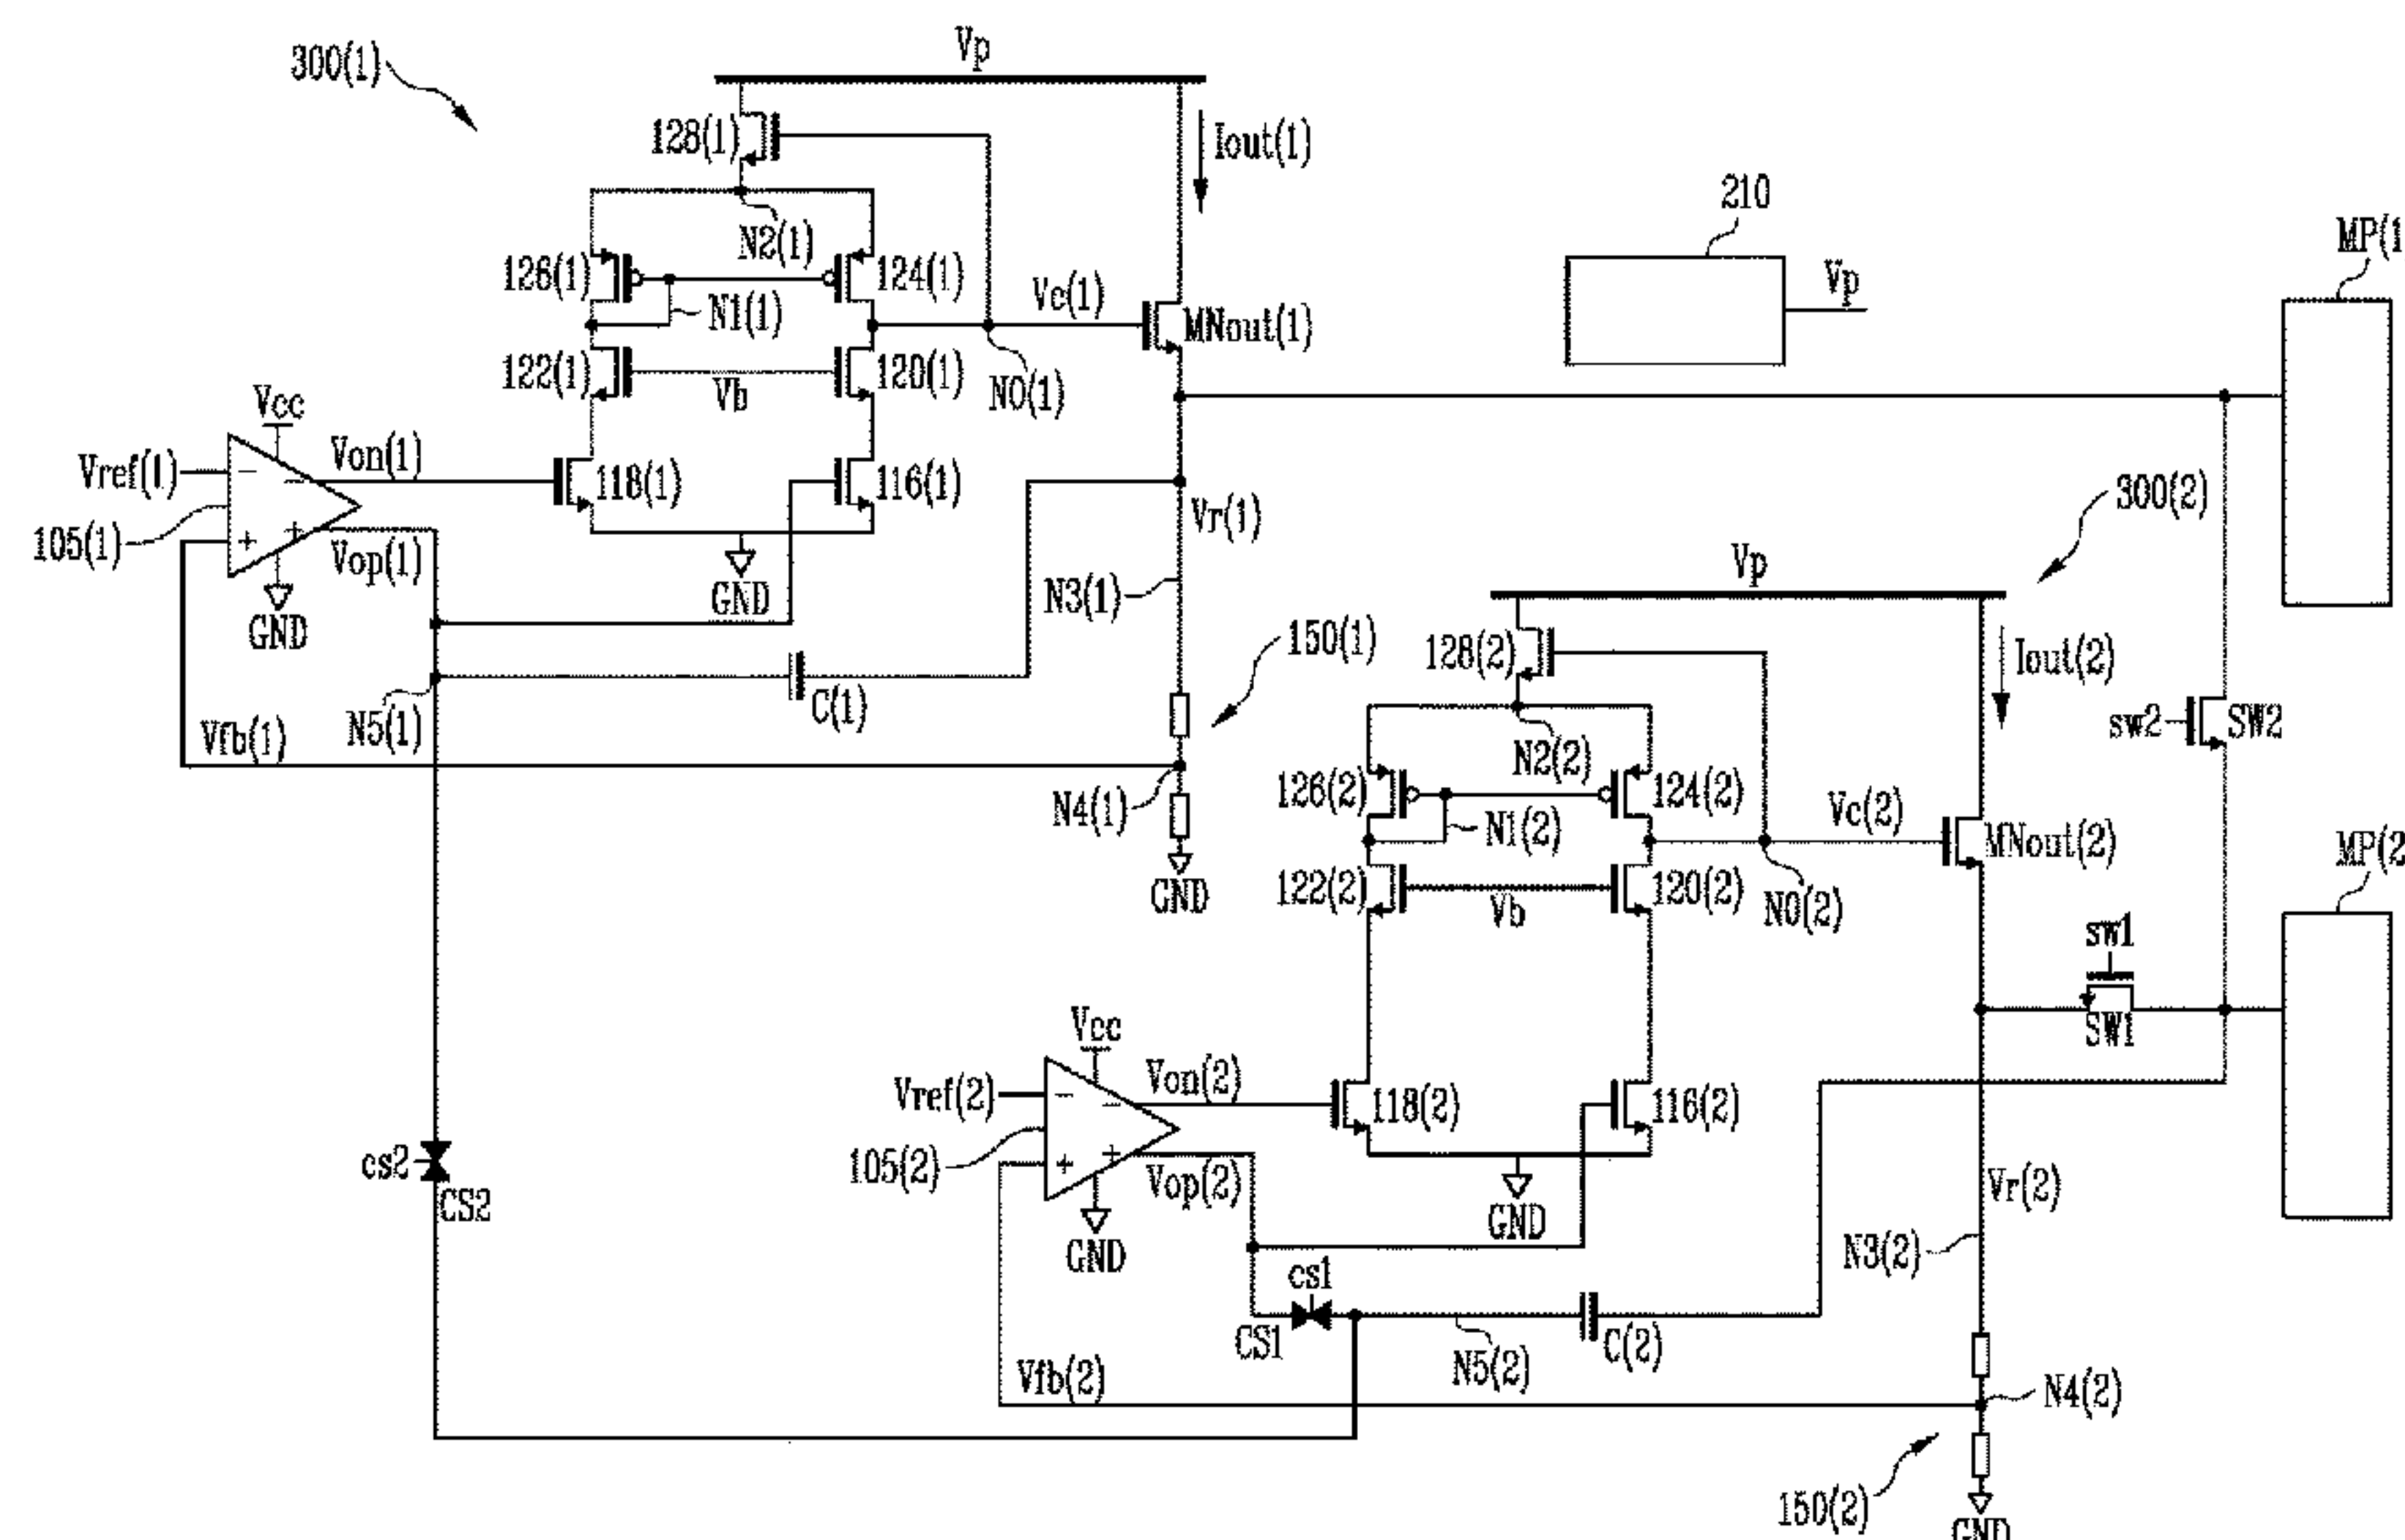 Vp
300(1)
128(1)
Iout(1)
210
N2(1)
MP(1
126(1)
124(1)
Vc(1)
Vp
N1(1)
MNout(1)
122(1)
Vb
120(1)
N0(1)
Vcc
Von(1)
Vref(1)
118(1)
116(1)
300(2)
Vr(1)
105(1)
Vop(1)
Vp
GND
N3(1)
GND
150(1)
128(2)
Iout(2)
C(1)
N5(1)
sw2
SW2
Vfb(1)
N2(2)
126(2)
124(2)
N4(1)
Vc(2)
N1(2)
MNout(2)
MP(2
GND
122(2)
Vb
120(2)
N0(2)
sw1
Vcc
SW1
Von(2)
Vref(2)
118(2)
116(2)
cs2
105(2)
Vop(2)
Vr(2)
CS2
GND
GND
N3(2)
cs1
CS1
C(2)
N5(2)
Vfb(2)
N4(2)
150(2)
GND